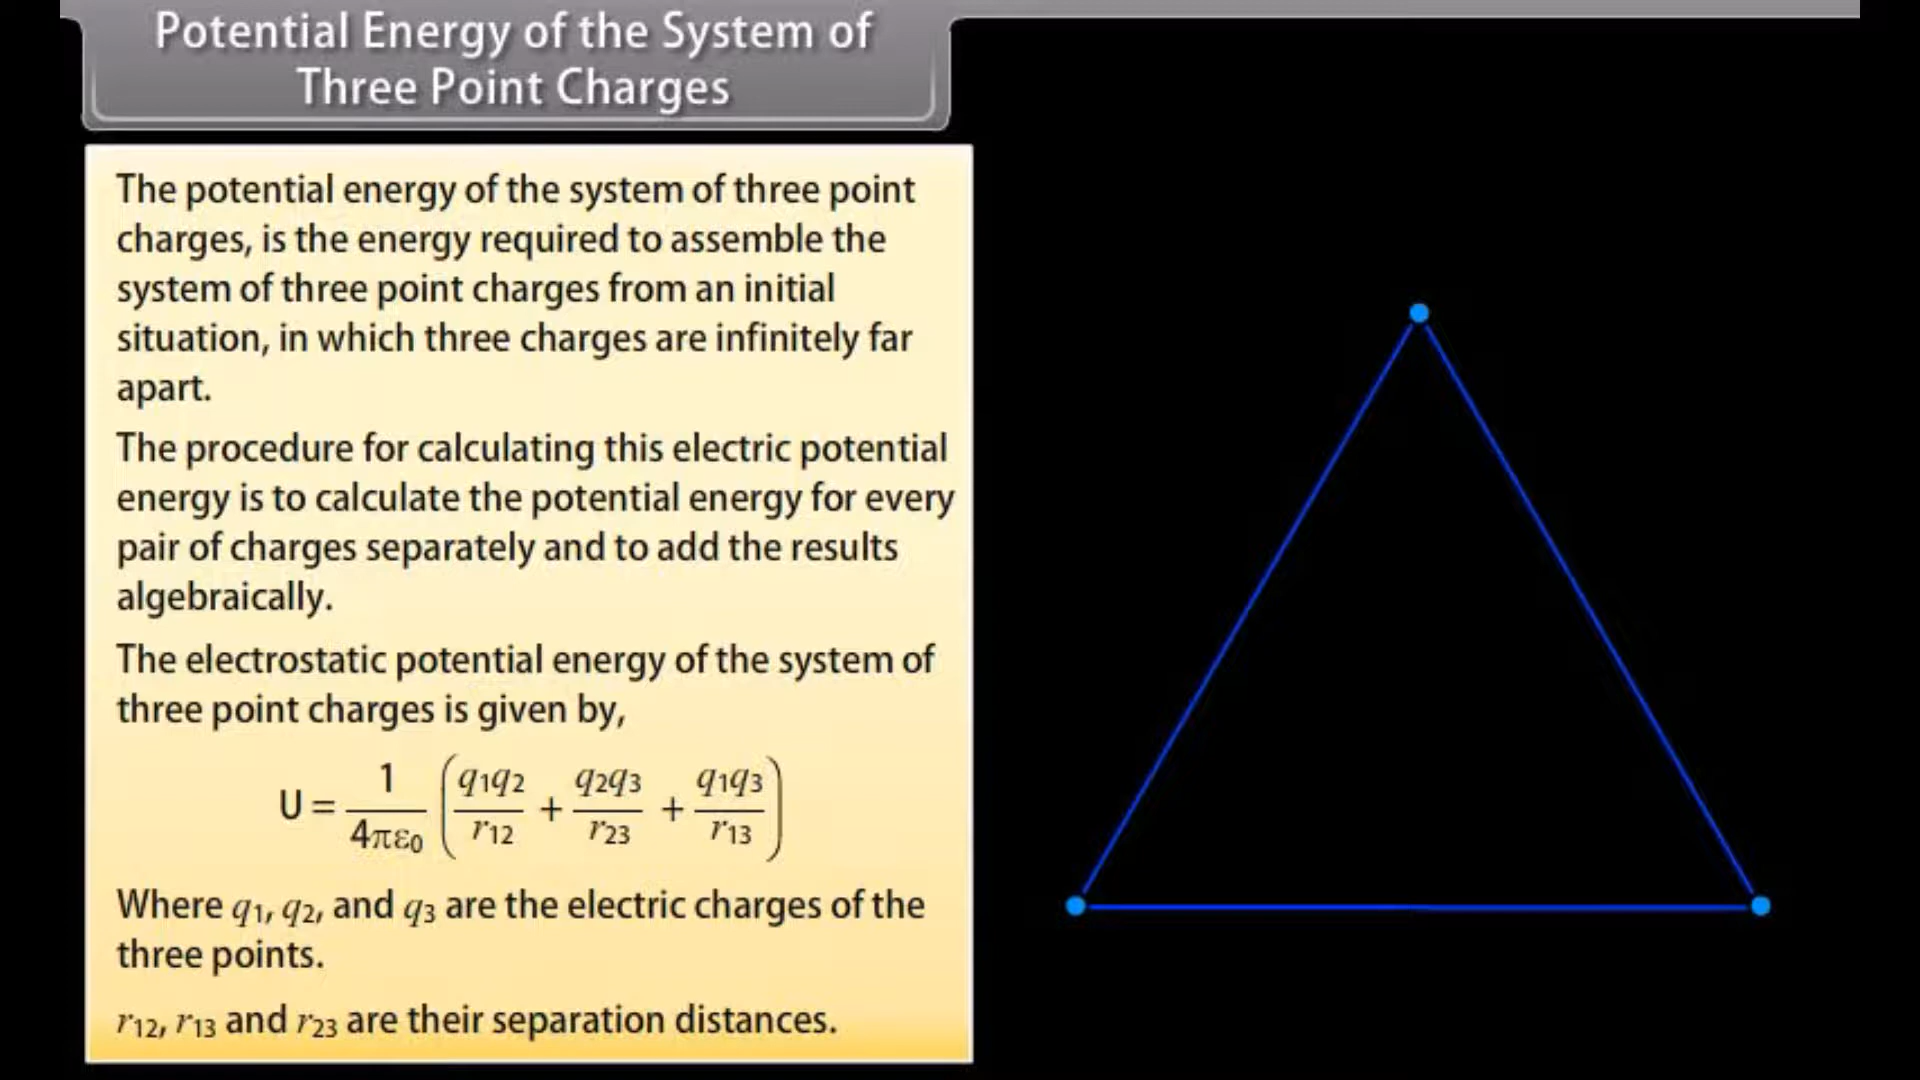 Potential Energy of the System of
Three Point Charges
The potential energy of the system of three point
charges, is the energy required to assemble the
system of three point charges from an initial
situation, in which three charges are infinitely far
apart.
The procedure for calculating this electric potential
energy is to calculate the potential energy for every
pair of charges separately and to add the results
algebraically.
The electrostatic potential energy of the system of
three point charges is given by,
U = 1/4πε₀ (q₁q₂/r₁₂ + q₂q₃/r₂₃ + q₁q₃/r₁₃)
Where q₁, q₂, and q₃ are the electric charges of the
three points.
r₁₂, r₁₃ and r₂₃ are their separation distances.